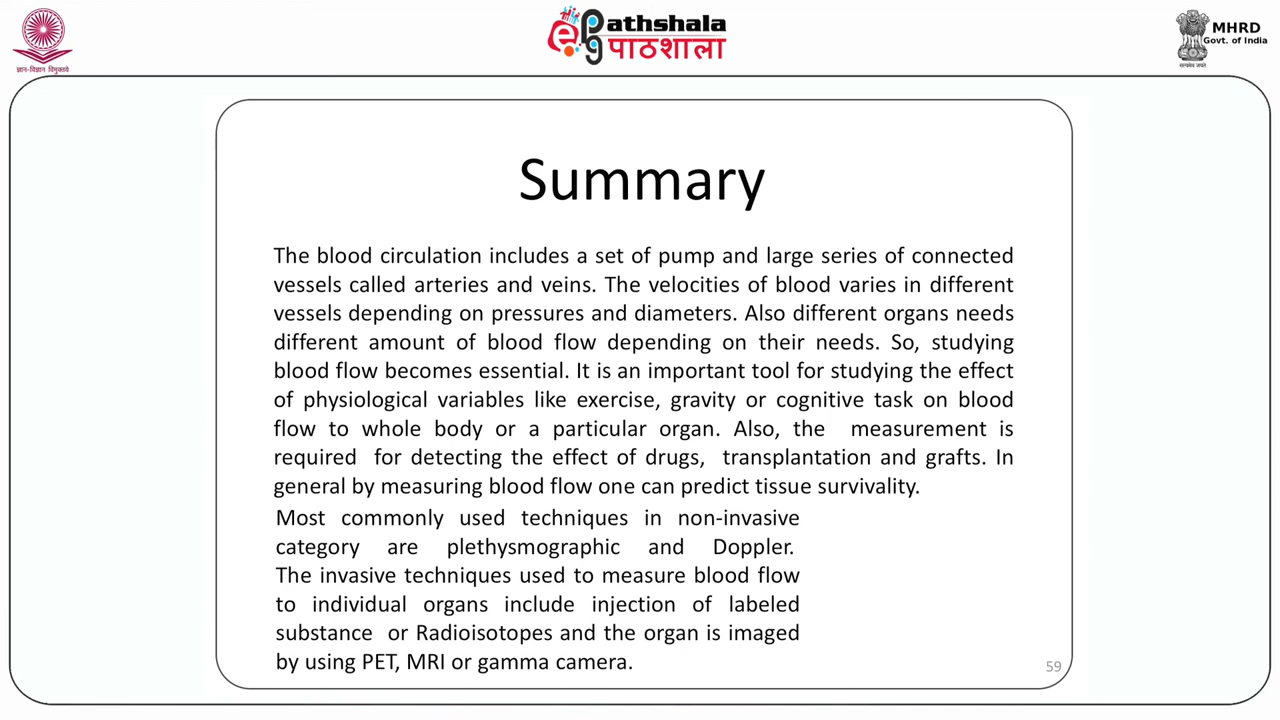 ज्ञान-विज्ञान विमुक्तये
ePathshala
पाठशाला
MHRD
Govt. of India
सत्यमेव जयते
Summary
The blood circulation includes a set of pump and large series of connected
vessels called arteries and veins. The velocities of blood varies in different
vessels depending on pressures and diameters. Also different organs needs
different amount of blood flow depending on their needs. So, studying
blood flow becomes essential. It is an important tool for studying the effect
of physiological variables like exercise, gravity or cognitive task on blood
flow to whole body or a particular organ. Also, the measurement is
required for detecting the effect of drugs, transplantation and grafts. In
general by measuring blood flow one can predict tissue survivality.
Most commonly used techniques in non-invasive
category are plethysmographic and Doppler.
The invasive techniques used to measure blood flow
to individual organs include injection of labeled
substance or Radioisotopes and the organ is imaged
by using PET, MRI or gamma camera.
59